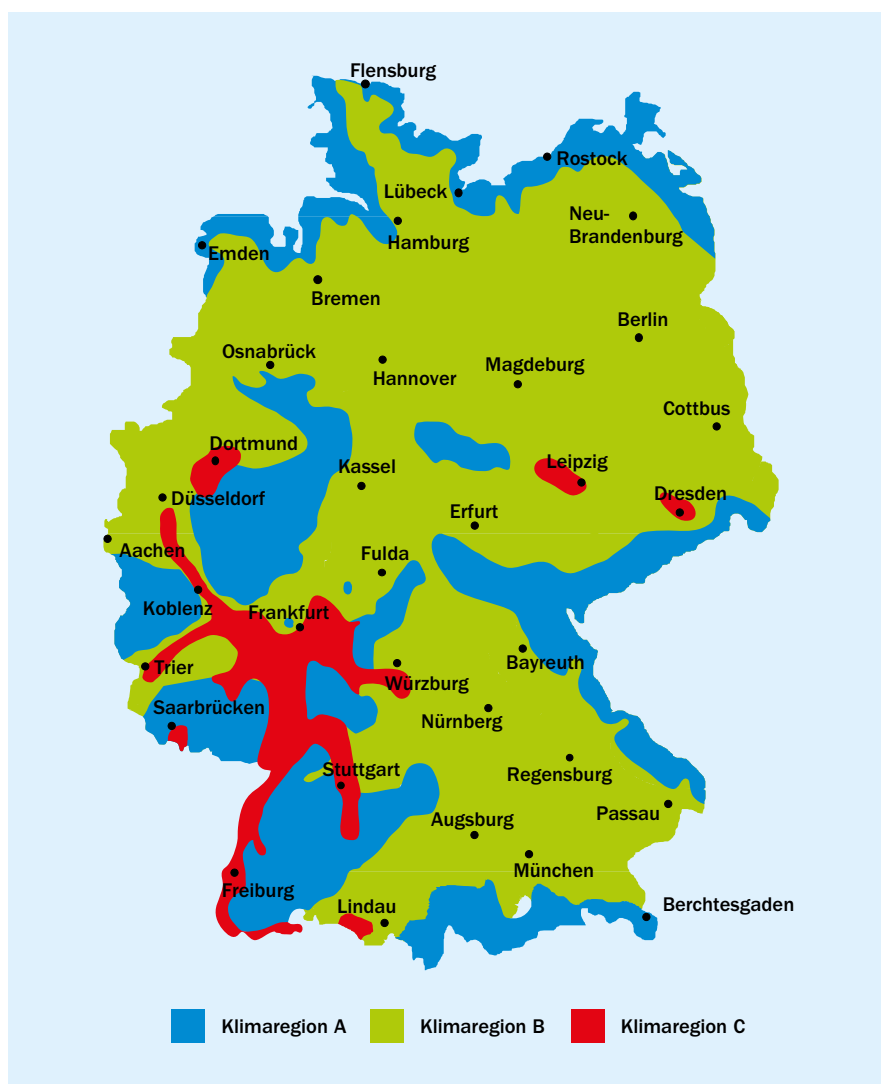 Flensburg
Rostock
Lübeck
Neu-
Brandenburg
Hamburg
Emden
Bremen
Berlin
Osnabrück
Hannover
Magdeburg
Cottbus
Dortmund
Kassel
Leipzig
Düsseldorf
Dresden
Erfurt
Aachen
Fulda
Koblenz
Frankfurt
Bayreuth
Trier
Würzburg
Saarbrücken
Nürnberg
Stuttgart
Regensburg
Augsburg
Passau
München
Freiburg
Lindau
Berchtesgaden
Klimaregion A
Klimaregion B
Klimaregion C